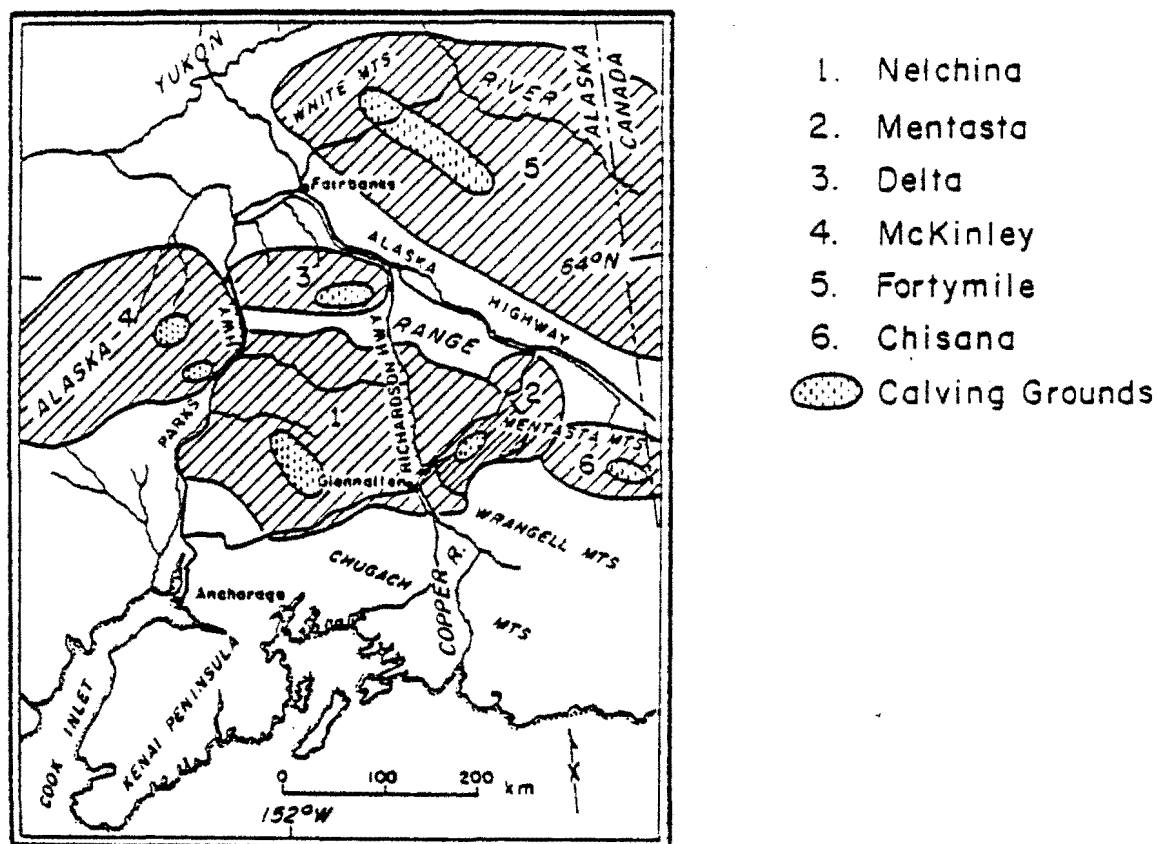 YUKON
WHITE MTS
RIVER
ALASKA
CANADA
5
Fairbanks
ALASKA
HIGHWAY
64°N
3
4
HWY
ALASKA
RANGE
RICHARDSON HWY
2
MENTASTA MTS
PARKS
1
6
Glennallen
WRANGELL MTS
CHUGACH
MTS
COPPER R.
Anchorage
COOK INLET
KENAI PENINSULA
0 100 200 km
152°W
1. Nelchina
2. Mentasta
3. Delta
4. McKinley
5. Fortymile
6. Chisana
Calving Grounds